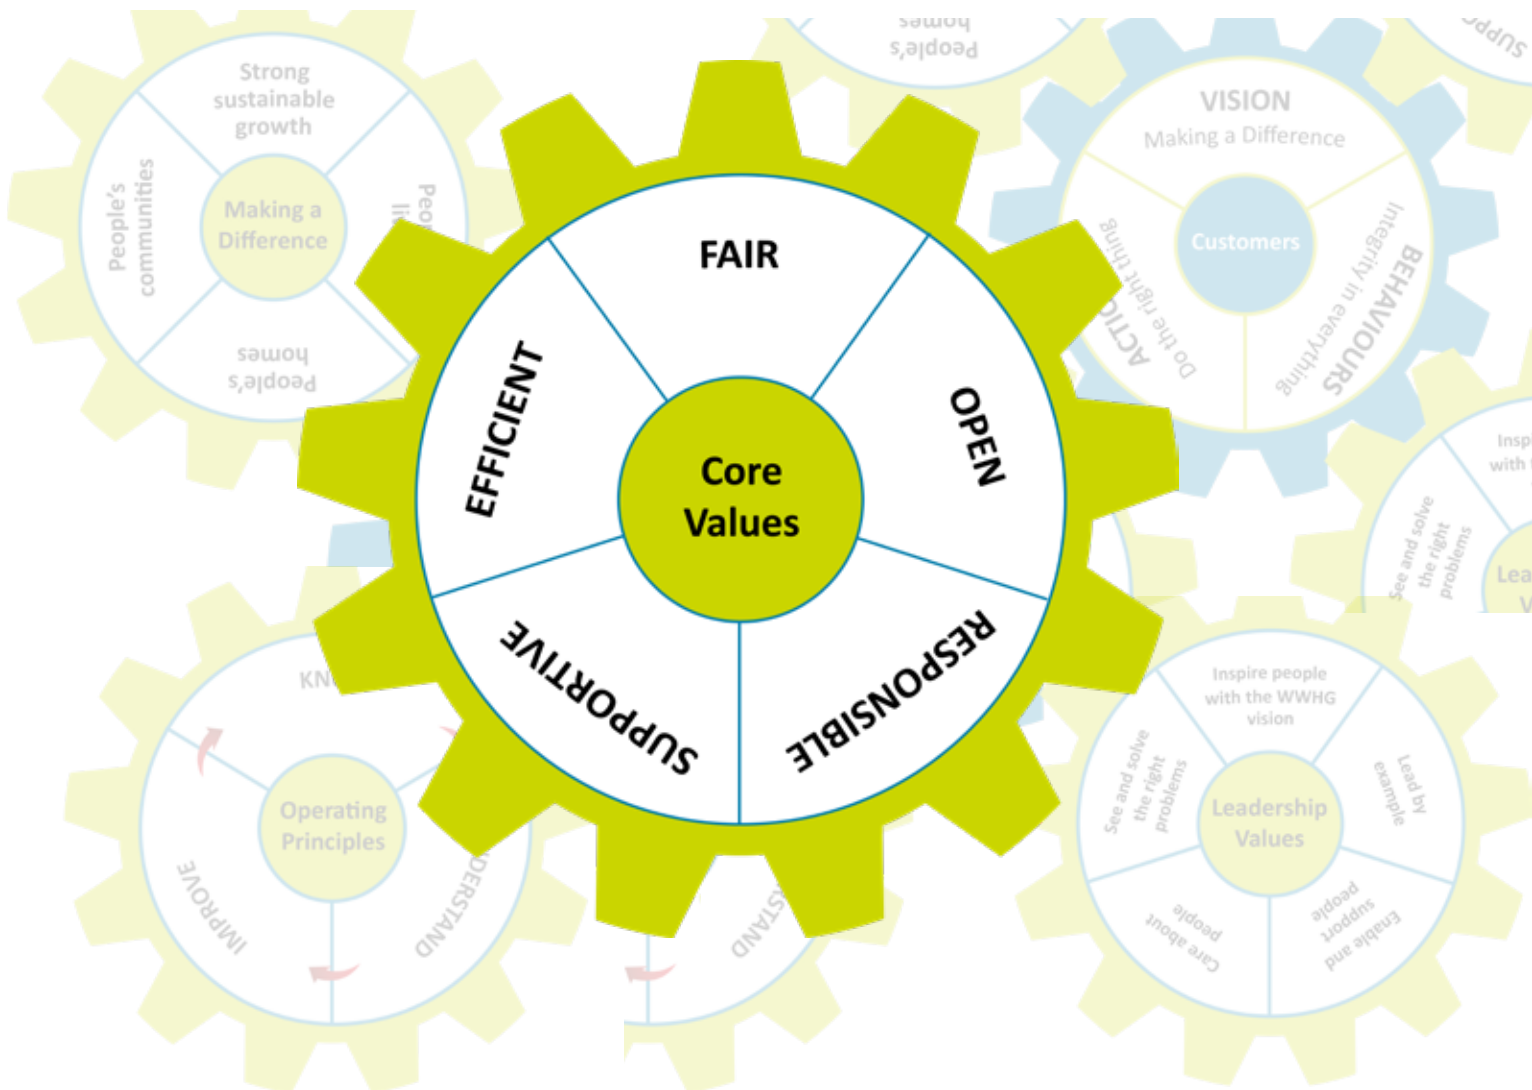 Strong
sustainable
growth
People's
communities
Making a
Difference
People's
homes
People's
homes
VISION
Making a Difference
Customers
BEHAVIOURS
Integrity in everything
Do the right thing
FAIR
OPEN
RESPONSIBLE
SUPPORTIVE
EFFICIENT
Core
Values
See and solve
the right
problems
Operating
Principles
IMPROVE
Inspire people
with the WWHG
vision
Lead by
example
Enable and
support
people
Care about
people
See and solve
the right
problems
Leadership
Values